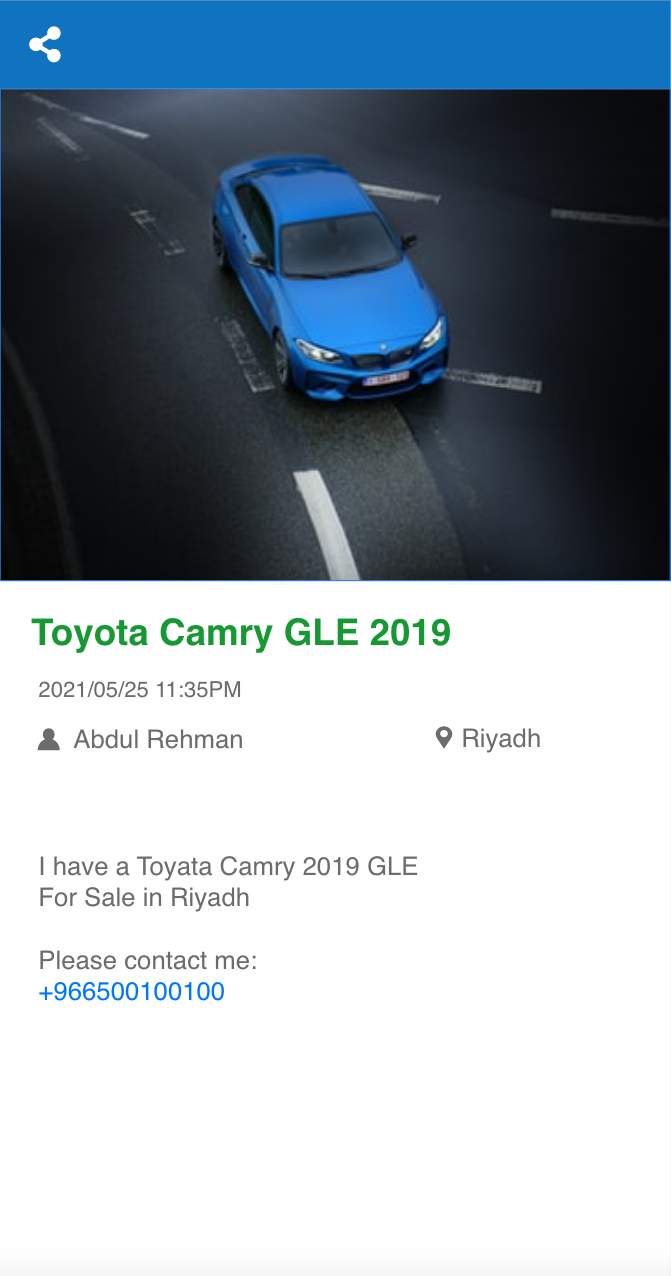 Toyota Camry GLE 2019
2021/05/25 11:35PM
Abdul Rehman
Riyadh
I have a Toyata Camry 2019 GLE
For Sale in Riyadh
Please contact me:
+966500100100